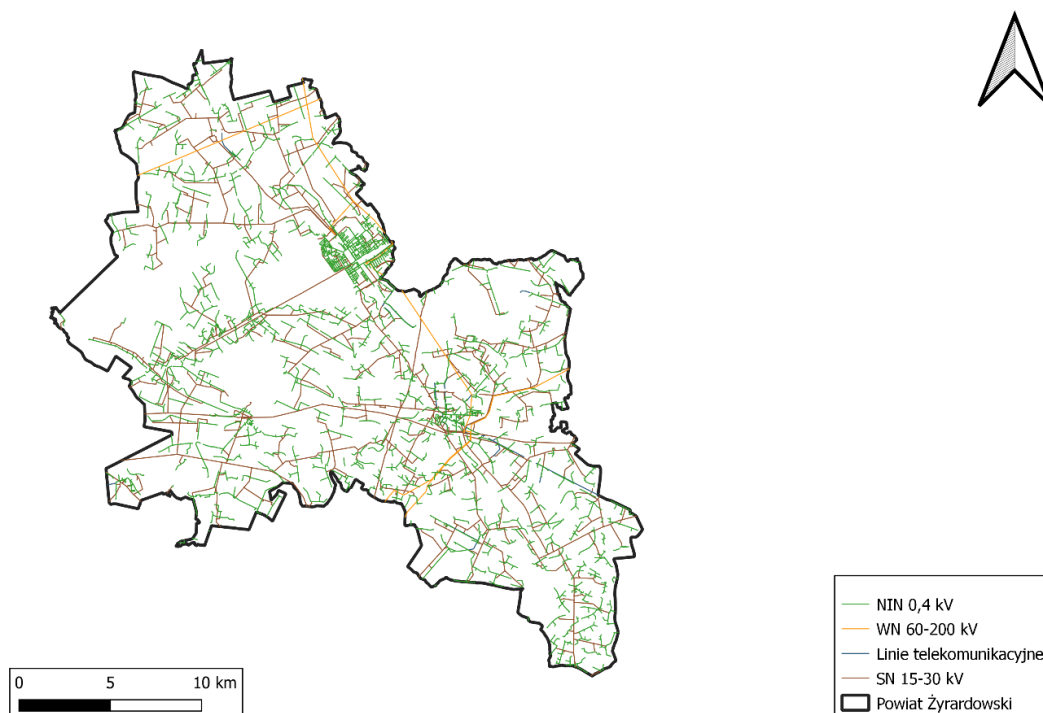 NIN 0,4 kV
WN 60-200 kV
Linie telekomunikacyjne
SN 15-30 kV
Powiat Żyrardowski
0 5 10 km